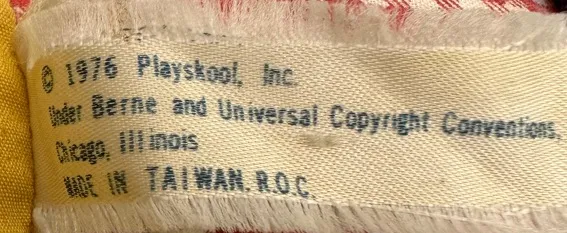 © 1976 Playskool, Inc.
Under Berne and Universal Copyright Conventions.
Chicago, Illinois
MADE IN TAIWAN. R.O.C.